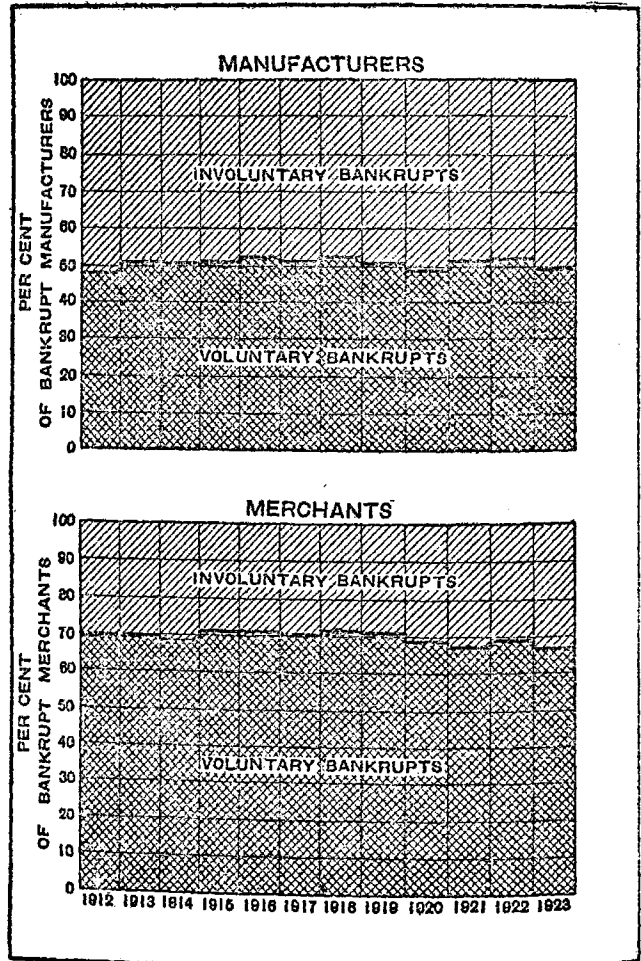 MANUFACTURERS
PER CENT
OF BANKRUPT MANUFACTURERS
100
90
80
70
60
50
40
30
20
10
0
INVOLUNTARY BANKRUPTS
VOLUNTARY BANKRUPTS
MERCHANTS
PER CENT
OF BANKRUPT MERCHANTS
100
90
80
70
60
50
40
30
20
10
0
INVOLUNTARY BANKRUPTS
VOLUNTARY BANKRUPTS
1912 1913 1914 1915 1916 1917 1918 1919 1920 1921 1922 1923